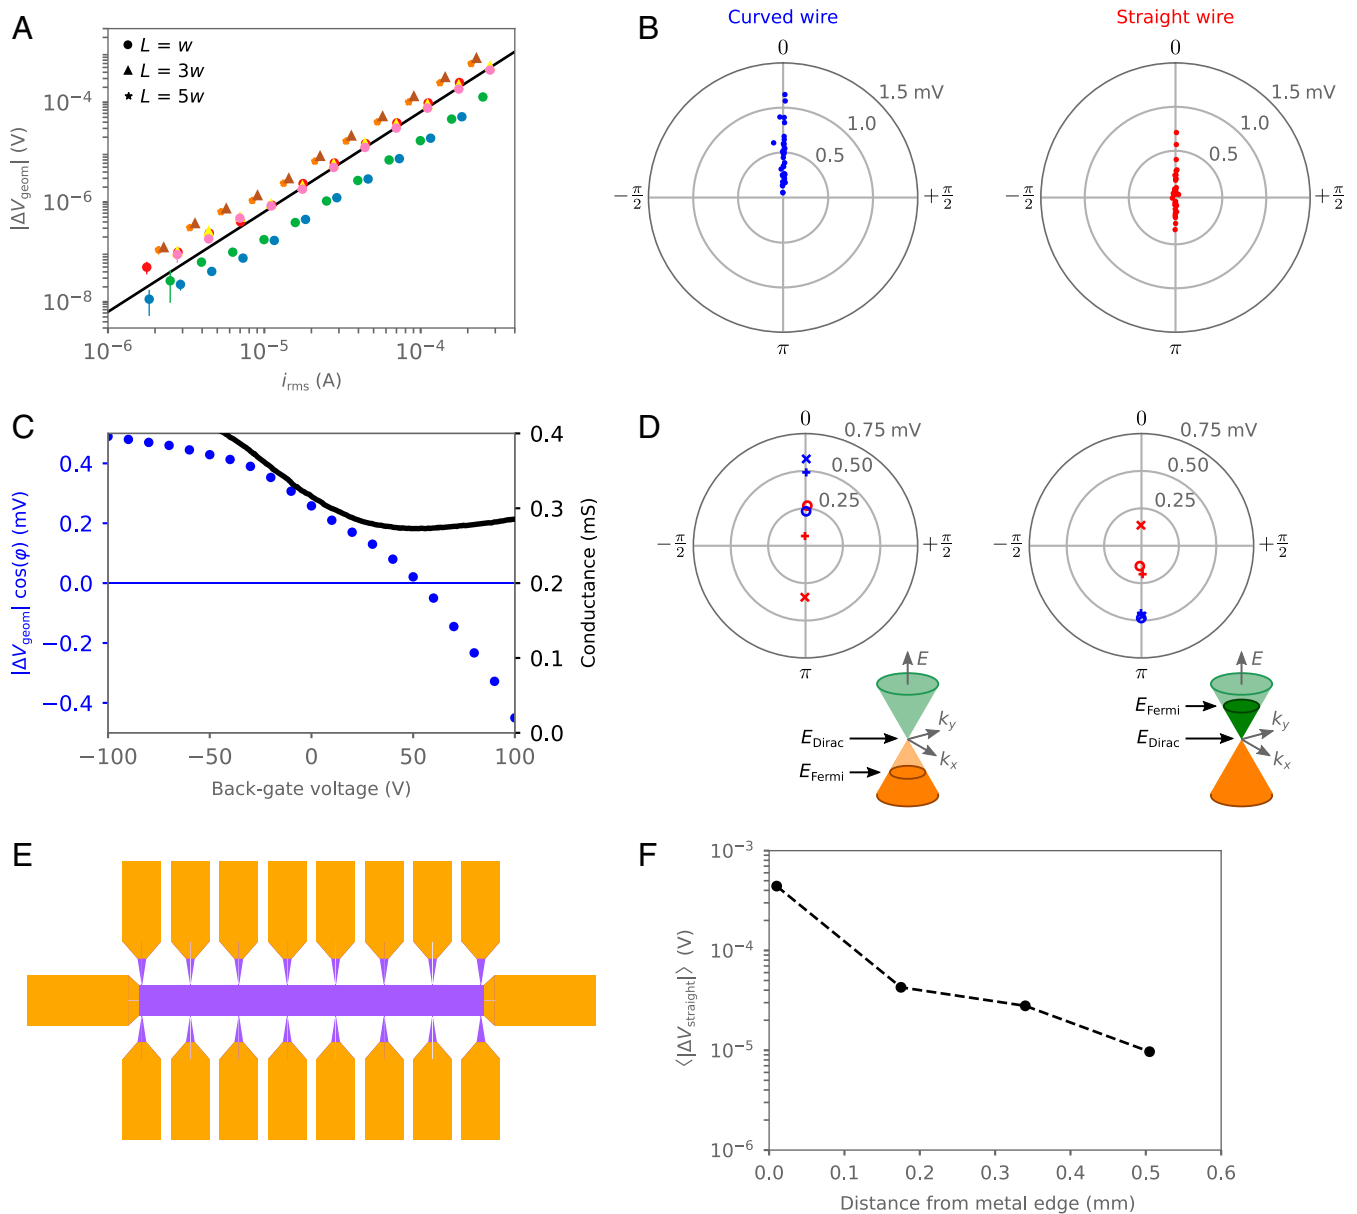 A
L = w
L = 3w
L = 5w
10⁻⁴
10⁻⁶
10⁻⁸
|ΔV_geom| (V)
10⁻⁶
10⁻⁵
10⁻⁴
i_rms (A)
B
Curved wire
Straight wire
0
1.5 mV
1.0
0.5
−π/2
+π/2
π
0
1.5 mV
1.0
0.5
−π/2
+π/2
π
C
0.4
0.2
0.0
−0.2
−0.4
|ΔV_geom| cos(φ) (mV)
0.4
0.3
0.2
0.1
0.0
Conductance (mS)
−100
−50
0
50
100
Back-gate voltage (V)
D
0
0.75 mV
0.50
0.25
−π/2
+π/2
π
0
0.75 mV
0.50
0.25
−π/2
+π/2
π
E
k_y
E_Dirac
k_x
E_Fermi
E
E_Fermi
k_y
E_Dirac
k_x
E
F
10⁻³
10⁻⁴
10⁻⁵
10⁻⁶
⟨|ΔV_straight|⟩ (V)
0.0
0.1
0.2
0.3
0.4
0.5
0.6
Distance from metal edge (mm)